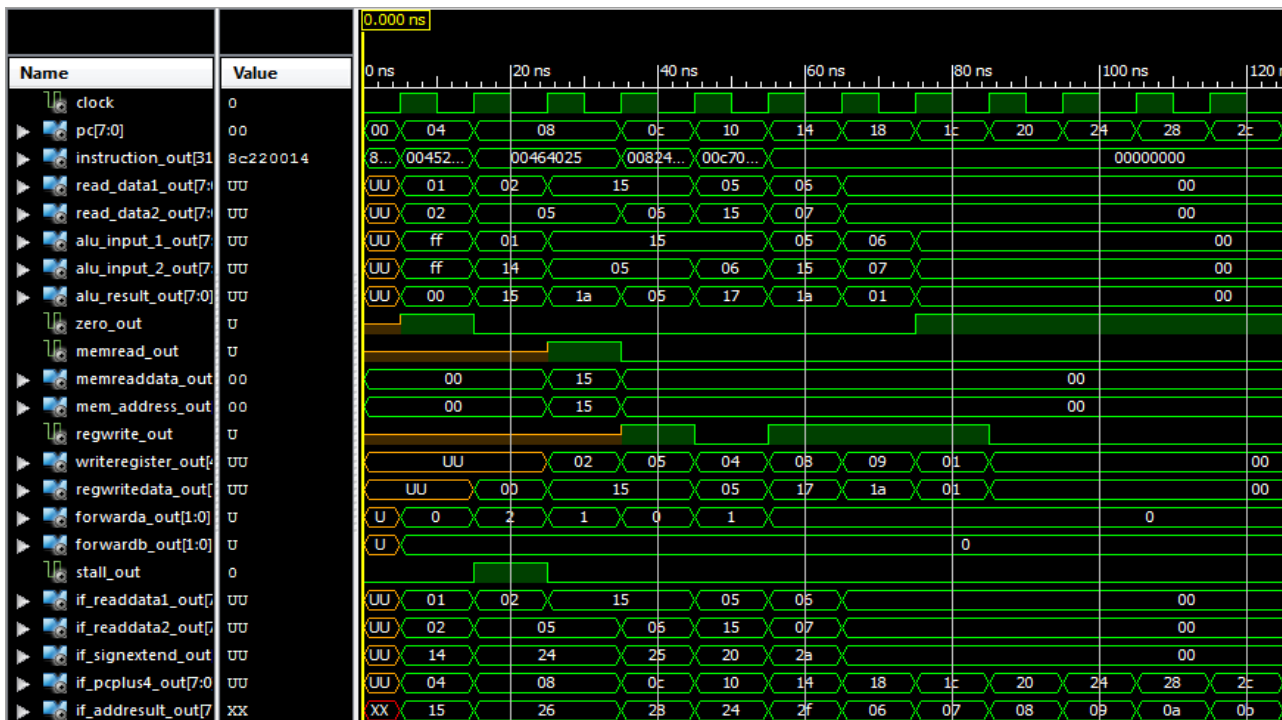 0.000 ns
Name Value 0 ns 20 ns 40 ns 60 ns 80 ns 100 ns 120 n
clock 0
pc[7:0] 00 00 04 08 0c 10 14 18 1c 20 24 28 2c
instruction_out[31 8c220014 8... 00452... 00464025 00824... 00c70... 00000000
read_data1_out[7: UU UU 01 02 15 05 06 00
read_data2_out[7: UU UU 02 05 06 15 07 00
alu_input_1_out[7: UU UU ff 01 15 05 06 00
alu_input_2_out[7: UU UU ff 14 05 06 15 07 00
alu_result_out[7:0] UU UU 00 15 1a 05 17 1a 01 00
zero_out U
memread_out U
memreaddata_out 00 00 15 00
mem_address_out 00 00 15 00
regwrite_out U
writeregister_out[4 UU UU 02 05 04 08 09 01 00
regwritedata_out[ UU UU 00 15 05 17 1a 01 00
forwarda_out[1:0] U U 0 2 1 0 1 0
forwardb_out[1:0] U U 0
stall_out 0
if_readdata1_out[7 UU UU 01 02 15 05 06 00
if_readdata2_out[7 UU UU 02 05 06 15 07 00
if_signextend_out UU UU 14 24 25 20 2a 00
if_pcplus4_out[7:0 UU UU 04 08 0c 10 14 18 1c 20 24 28 2c
if_addresult_out[7 XX XX 15 26 28 24 2f 06 07 08 09 0a 0b